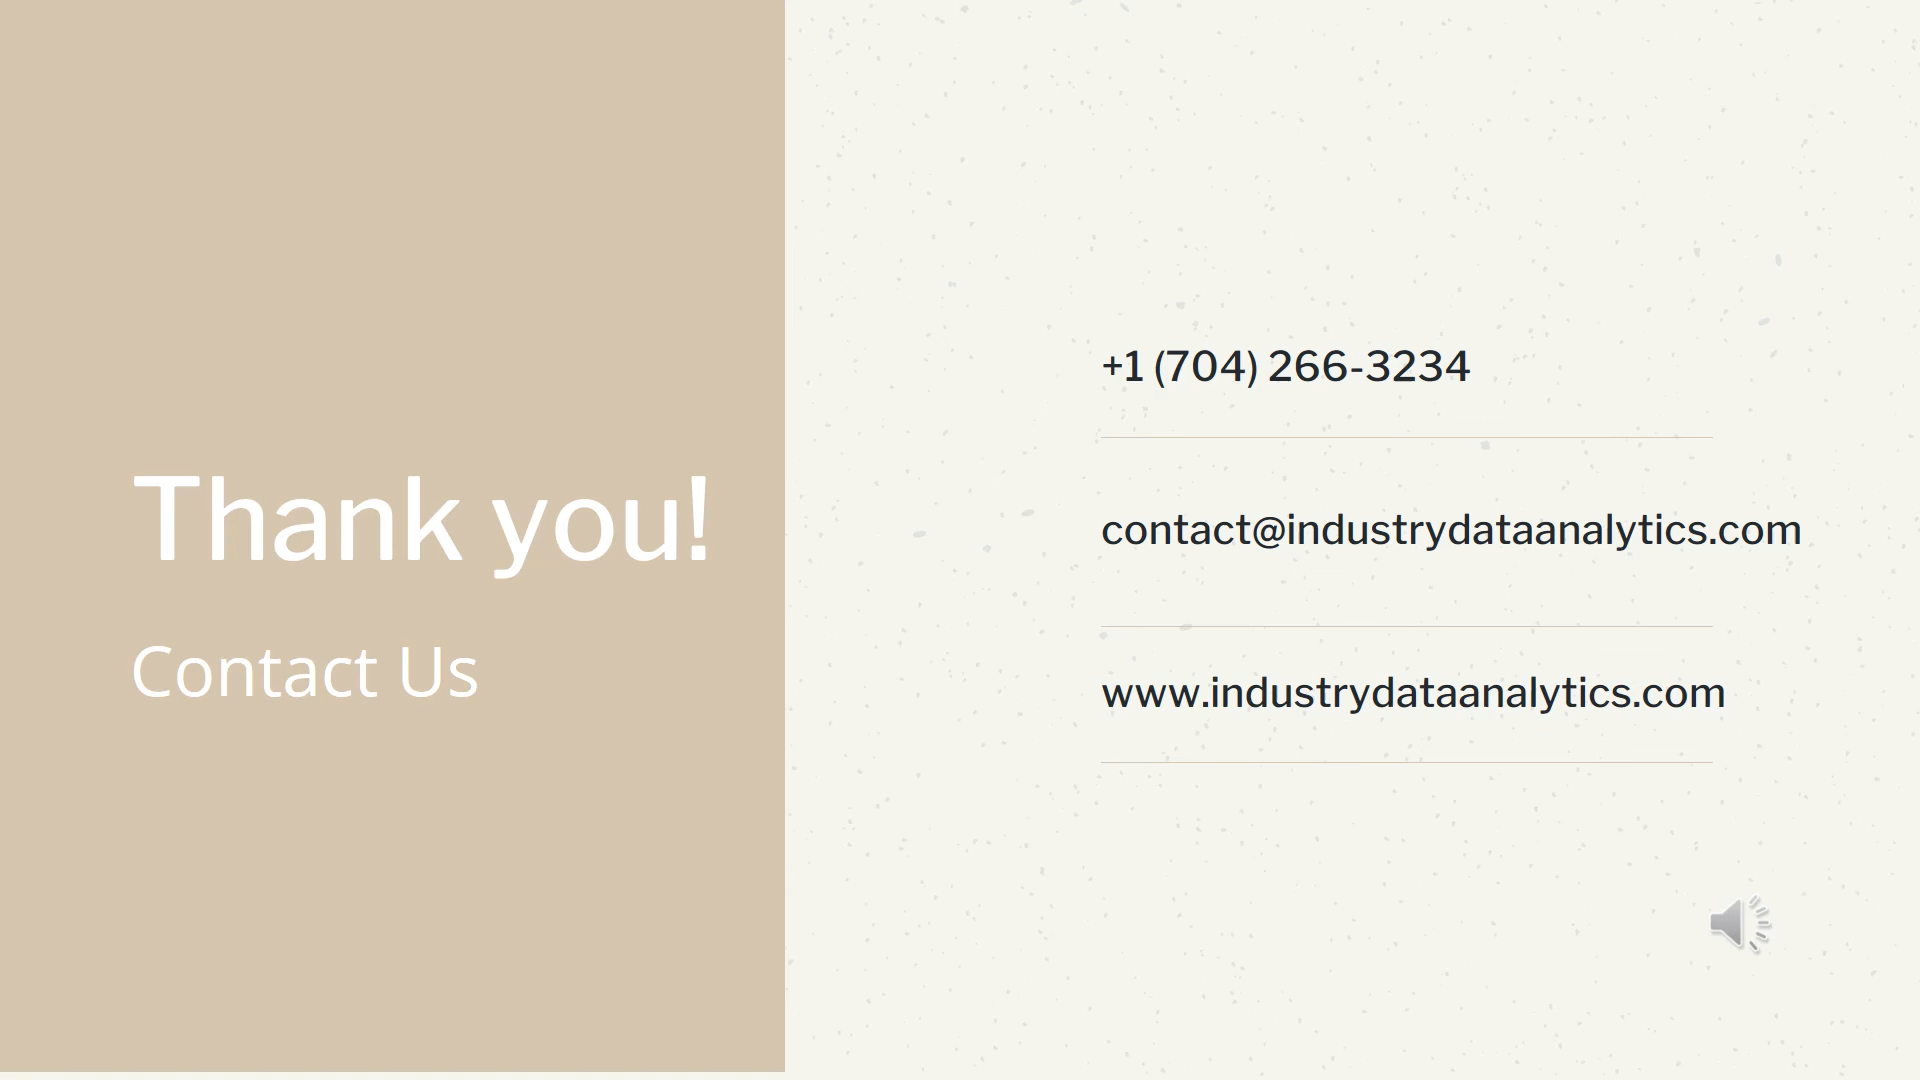 Thank you!
Contact Us
+1 (704) 266-3234
contact@industrydataanalytics.com
www.industrydataanalytics.com